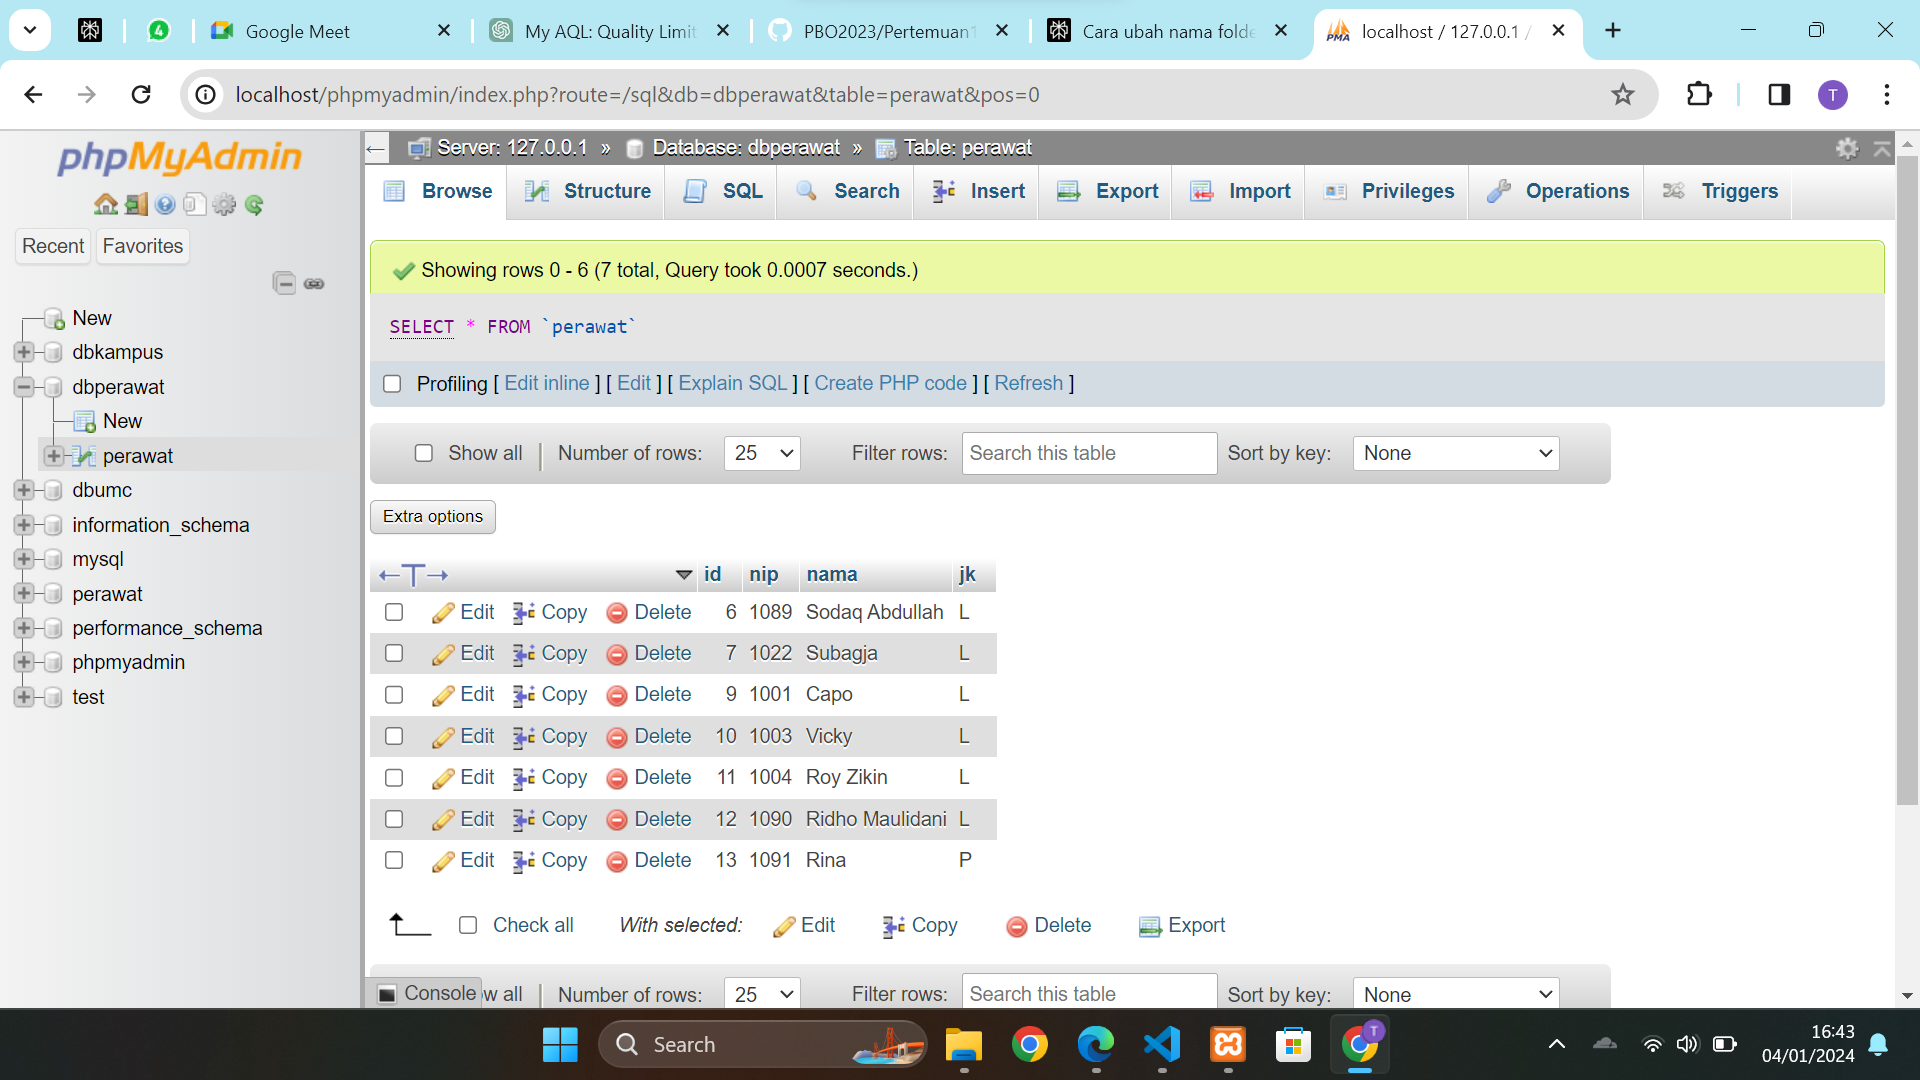 4
Google Meet
My AQL: Quality Limit
PBO2023/Pertemuan1
Cara ubah nama folde
PMA
localhost / 127.0.0.1 /
localhost/phpmyadmin/index.php?route=/sql&db=dbperawat&table=perawat&pos=0
T
phpMyAdmin
Recent
Favorites
New
dbkampus
dbperawat
New
perawat
dbumc
information_schema
mysql
perawat
performance_schema
phpmyadmin
test
Server: 127.0.0.1 » Database: dbperawat » Table: perawat
Browse Structure SQL Search Insert Export Import Privileges Operations Triggers
Showing rows 0 - 6 (7 total, Query took 0.0007 seconds.)
SELECT * FROM `perawat`
Profiling [ Edit inline ] [ Edit ] [ Explain SQL ] [ Create PHP code ] [ Refresh ]
Show all Number of rows: 25 Filter rows: Search this table Sort by key: None
Extra options
←T→ id nip nama jk
Edit Copy Delete 6 1089 Sodaq Abdullah L
Edit Copy Delete 7 1022 Subagja L
Edit Copy Delete 9 1001 Capo L
Edit Copy Delete 10 1003 Vicky L
Edit Copy Delete 11 1004 Roy Zikin L
Edit Copy Delete 12 1090 Ridho Maulidani L
Edit Copy Delete 13 1091 Rina P
Check all With selected: Edit Copy Delete Export
Console w all Number of rows: 25 Filter rows: Search this table Sort by key: None
Search
T
16:43
04/01/2024